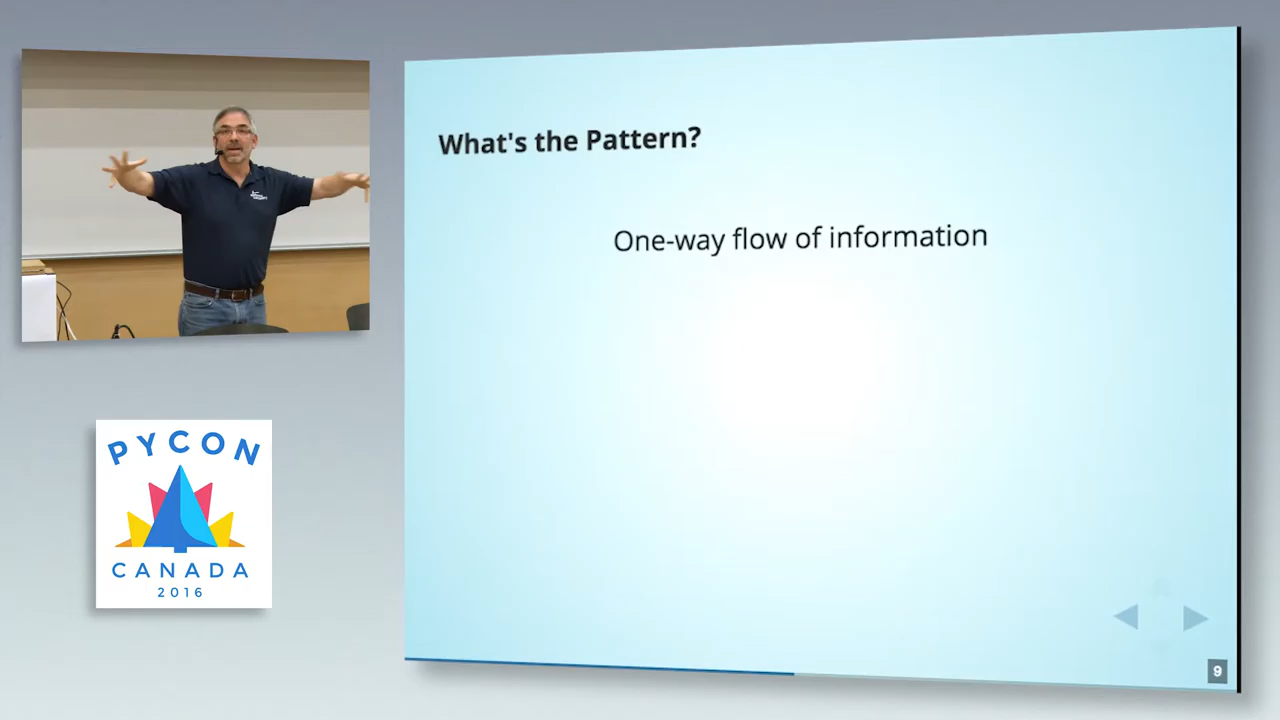 What's the Pattern?
One-way flow of information
PYCON
CANADA
2016
9